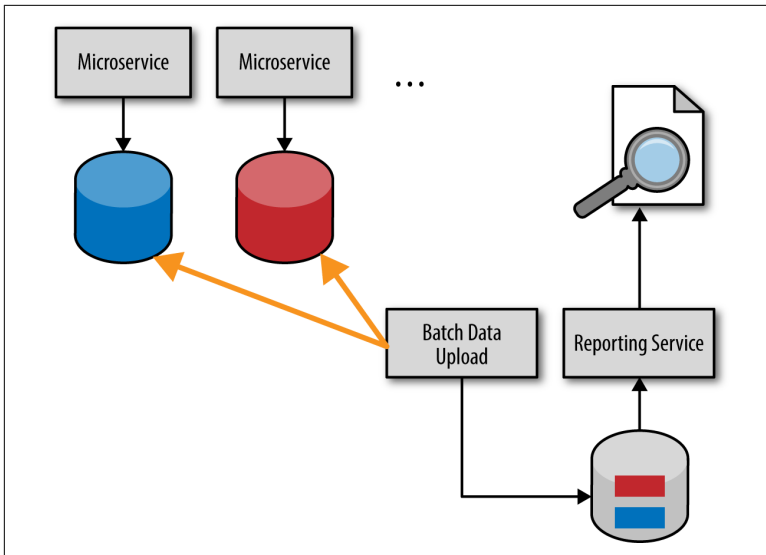 Microservice
Microservice
...
Batch Data
Upload
Reporting Service